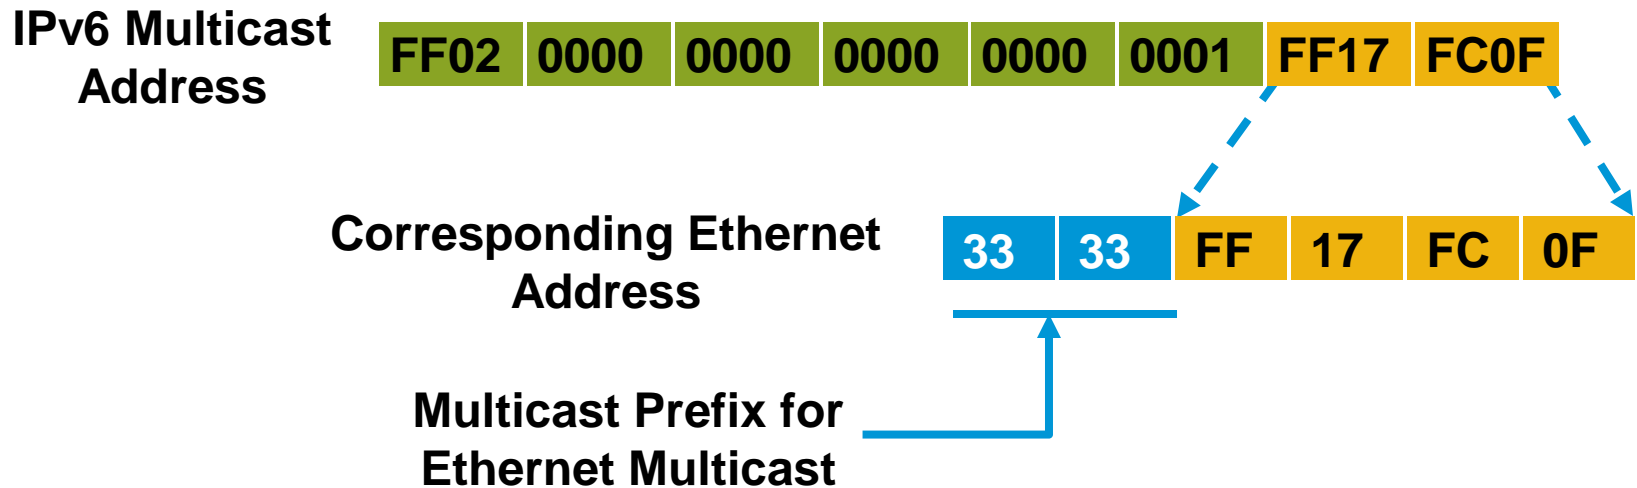 IPv6 Multicast
Address
FF02 0000 0000 0000 0000 0001 FF17 FC0F
Corresponding Ethernet
Address
33 33 FF 17 FC 0F
Multicast Prefix for
Ethernet Multicast